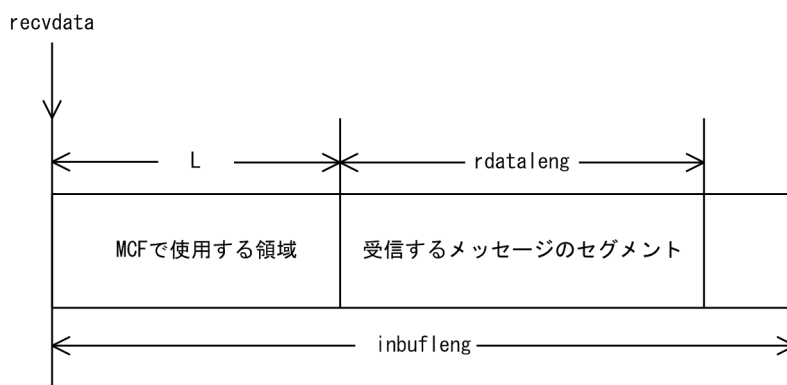 recvdata
L
rdataleng
MCFで使用する領域
受信するメッセージのセグメント
inbufleng